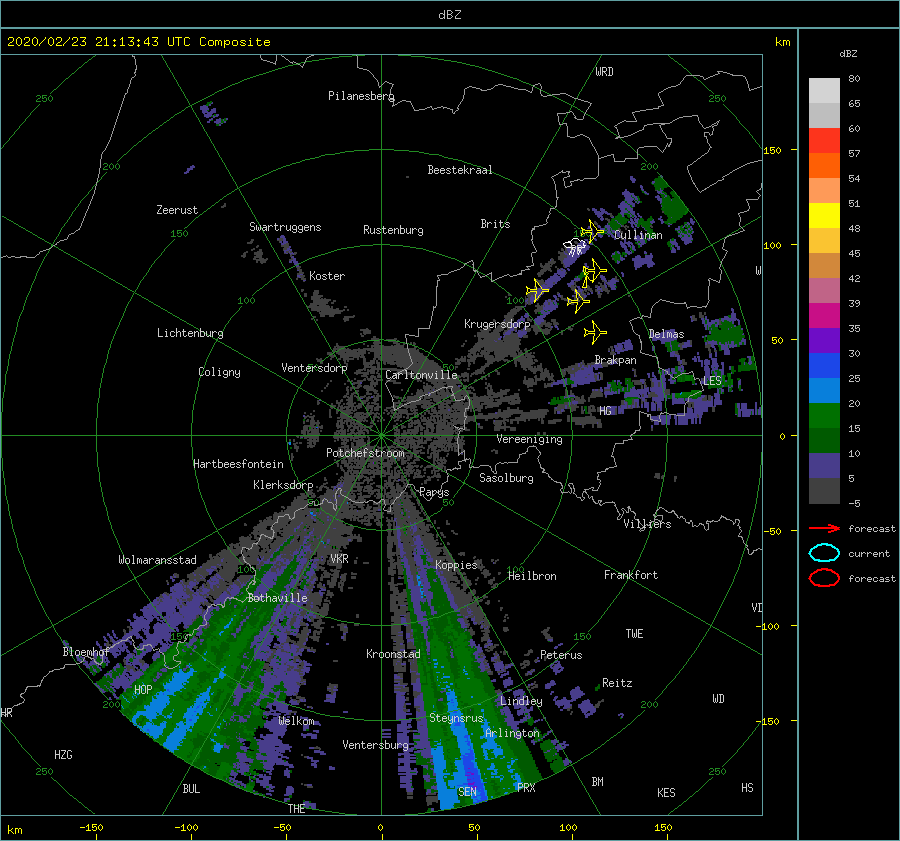 dBZ
2020/02/23 21:13:43 UTC Composite
km
dBZ
WRD
250
Pilanesberg
250
80
65
60
57
54
51
48
45
42
39
35
30
25
20
15
10
5
-5
150
200
Beestekraal
200
Zeerust
150
Swartruggens
Rustenburg
Brits
Cullinan
100
Koster
W
100
100
Krugersdorp
Lichtenburg
Delmas
50
Brakpan
Ventersdorp
Coligny
Carltonville
LES
HG
Vereeniging
0
Potchefstroom
Hartbeesfontein
Klerksdorp
Sasolburg
Parys
50
50
Villiers
-50
forecast
current
forecast
Wolmaransstad
VKR
Koppies
100
100
Heilbron
Frankfort
Bothaville
VD
-100
150
150
TWE
Bloemhof
Kroonstad
Peterus
HOP
Reitz
WD
200
Lindley
200
HR
Welkom
Steynsrus
-150
Arlington
Ventersburg
HZG
250
250
BUL
SEN
PRX
BM
KES
HS
THE
km
-150
-100
-50
0
50
100
150